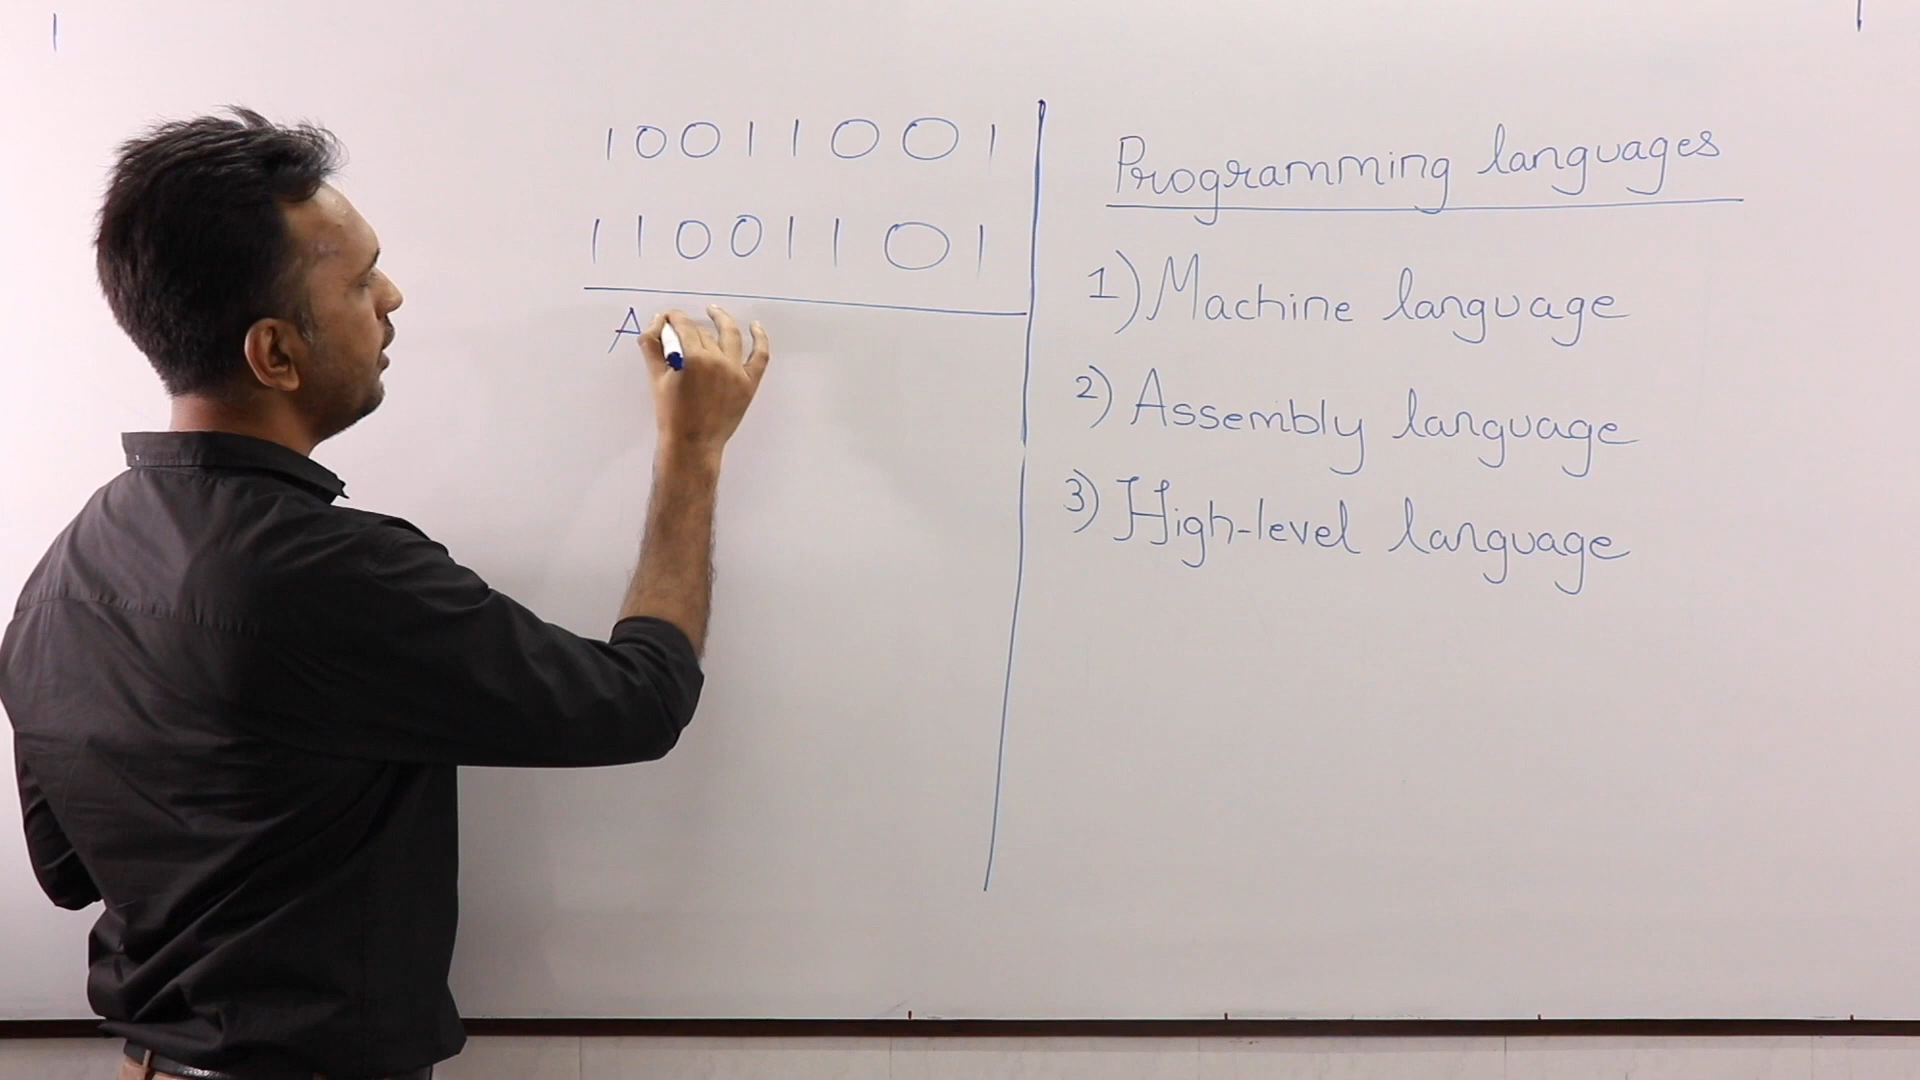 10011001
11001101
A
Programming languages
1) Machine language
2) Assembly language
3) High-level language